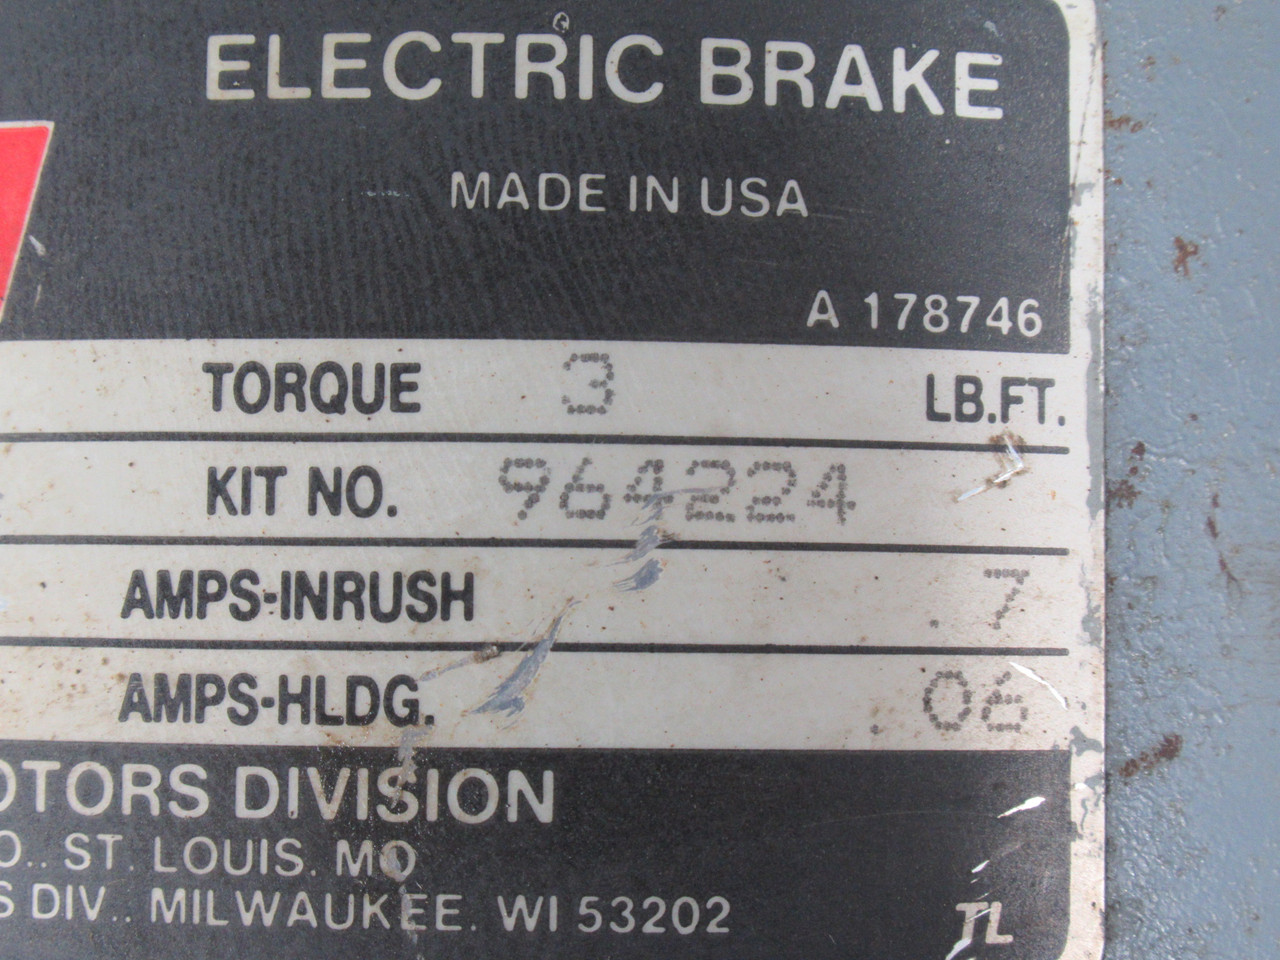 ELECTRIC BRAKE
MADE IN USA
A 178746
TORQUE 3 LB.FT.
KIT NO. 964224
AMPS-INRUSH .7
AMPS-HLDG. .06
OTORS DIVISION
O.. ST. LOUIS. MO
S DIV.. MILWAUKEE. WI 53202
TL